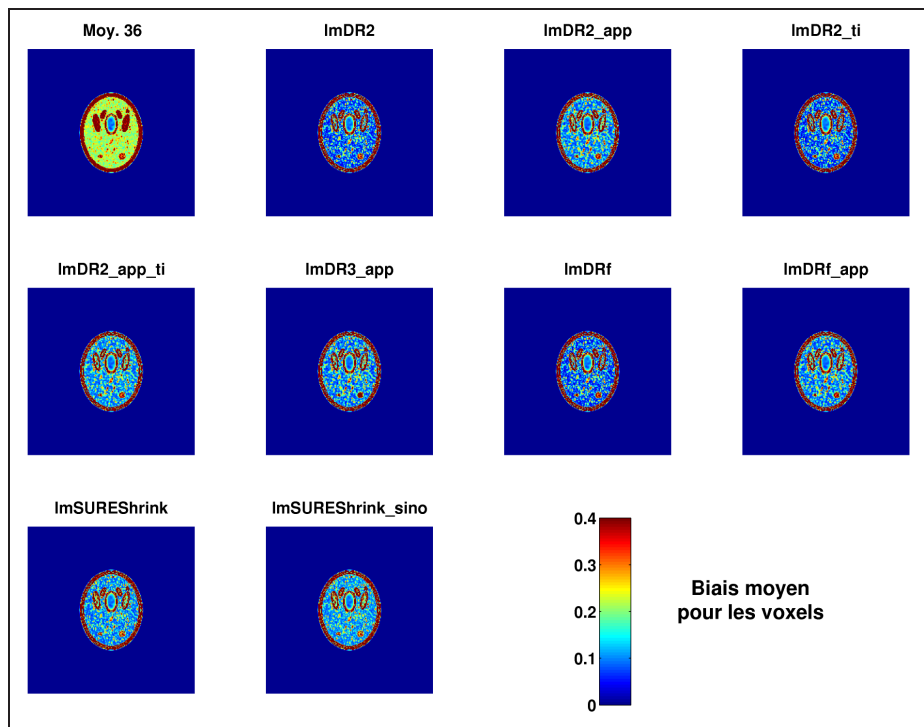 Moy. 36
ImDR2
ImDR2_app
ImDR2_ti
ImDR2_app_ti
ImDR3_app
ImDRf
ImDRf_app
ImSUREShrink
ImSUREShrink_sino
0.4
0.3
0.2
0.1
0
Biais moyen
pour les voxels